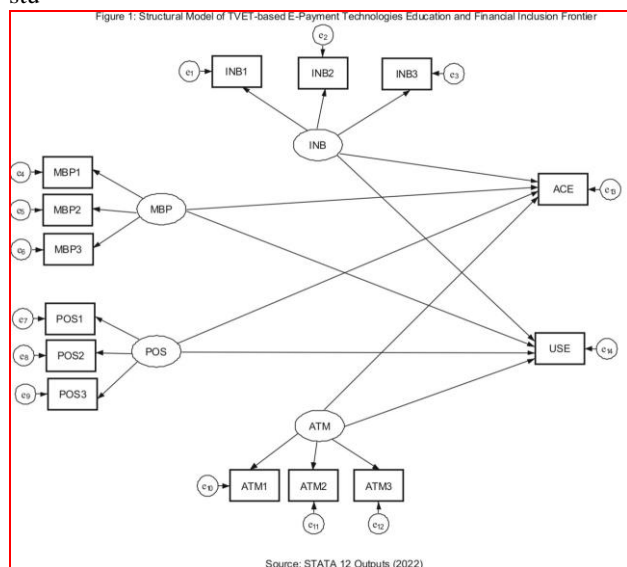 stu
Figure 1: Structural Model of TVET-based E-Payment Technologies Education and Financial Inclusion Frontier
e2
e1 INB1 INB2 INB3 e3
INB
e4 MBP1
ACE e13
e5 MBP2 MBP
e6 MBP3
e7 POS1
e8 POS2 POS USE e14
e9 POS3
ATM
e10 ATM1 ATM2 ATM3
e11 e12
Source: STATA 12 Outputs (2022)